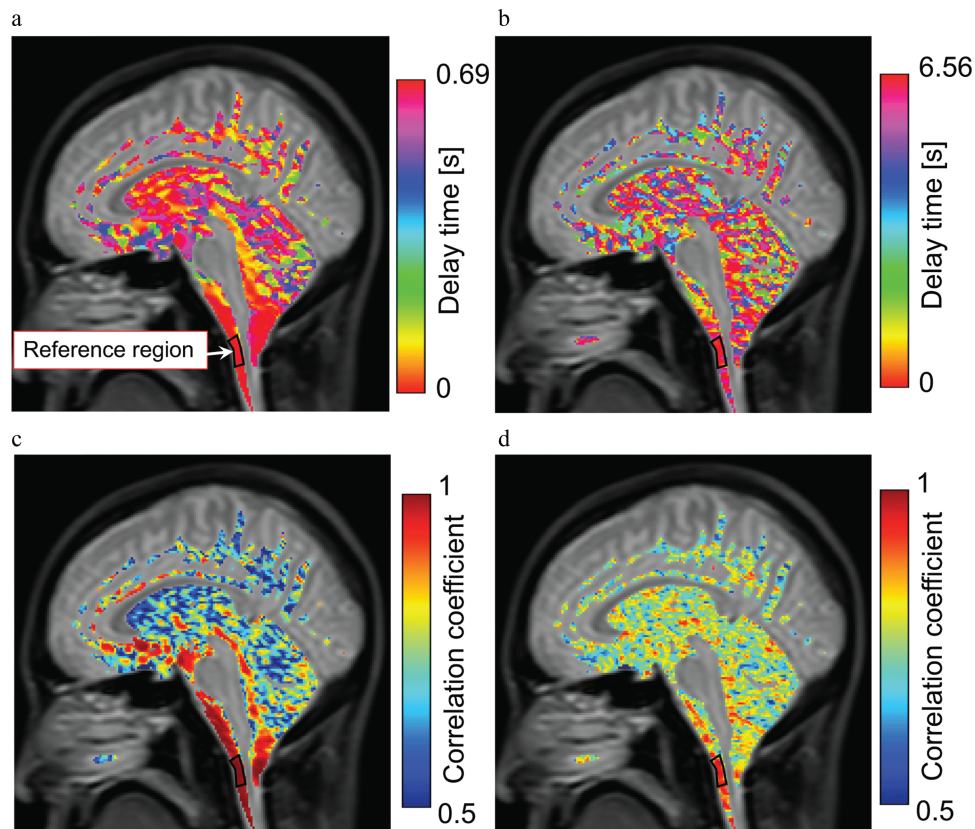 a
0.69
Delay time [s]
0
Reference region
b
6.56
Delay time [s]
0
c
1
Correlation coefficient
0.5
d
1
Correlation coefficient
0.5